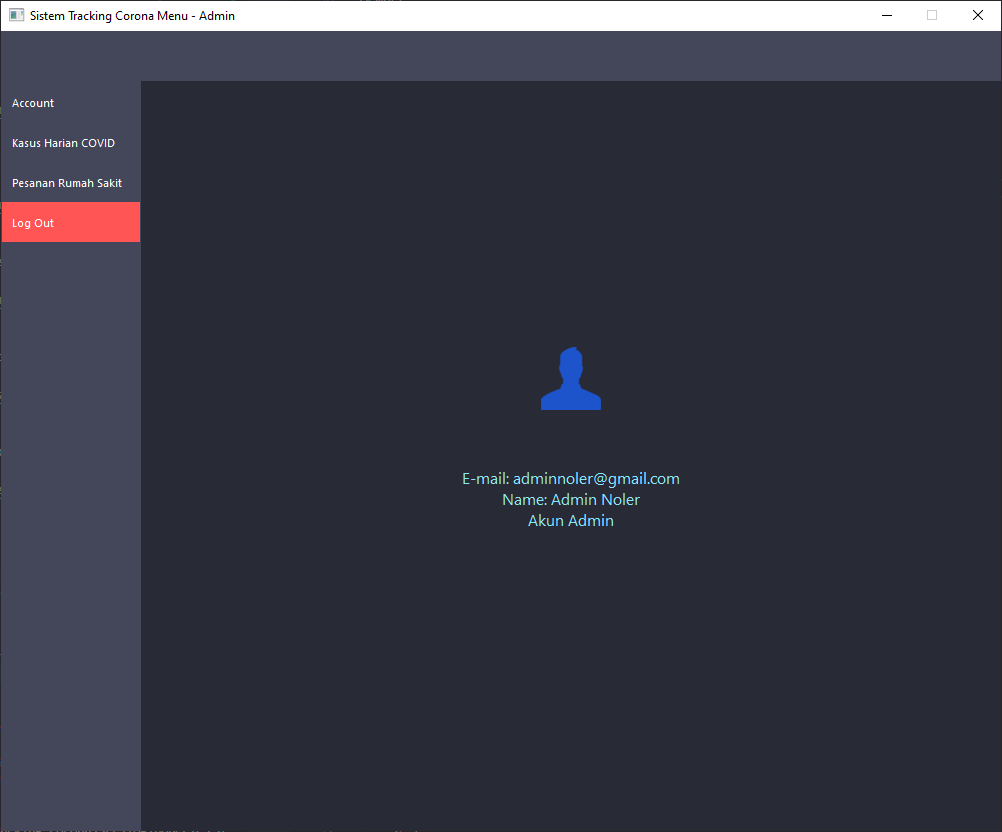 Sistem Tracking Corona Menu - Admin
Account
Kasus Harian COVID
Pesanan Rumah Sakit
Log Out
E-mail: adminnoler@gmail.com
Name: Admin Noler
Akun Admin